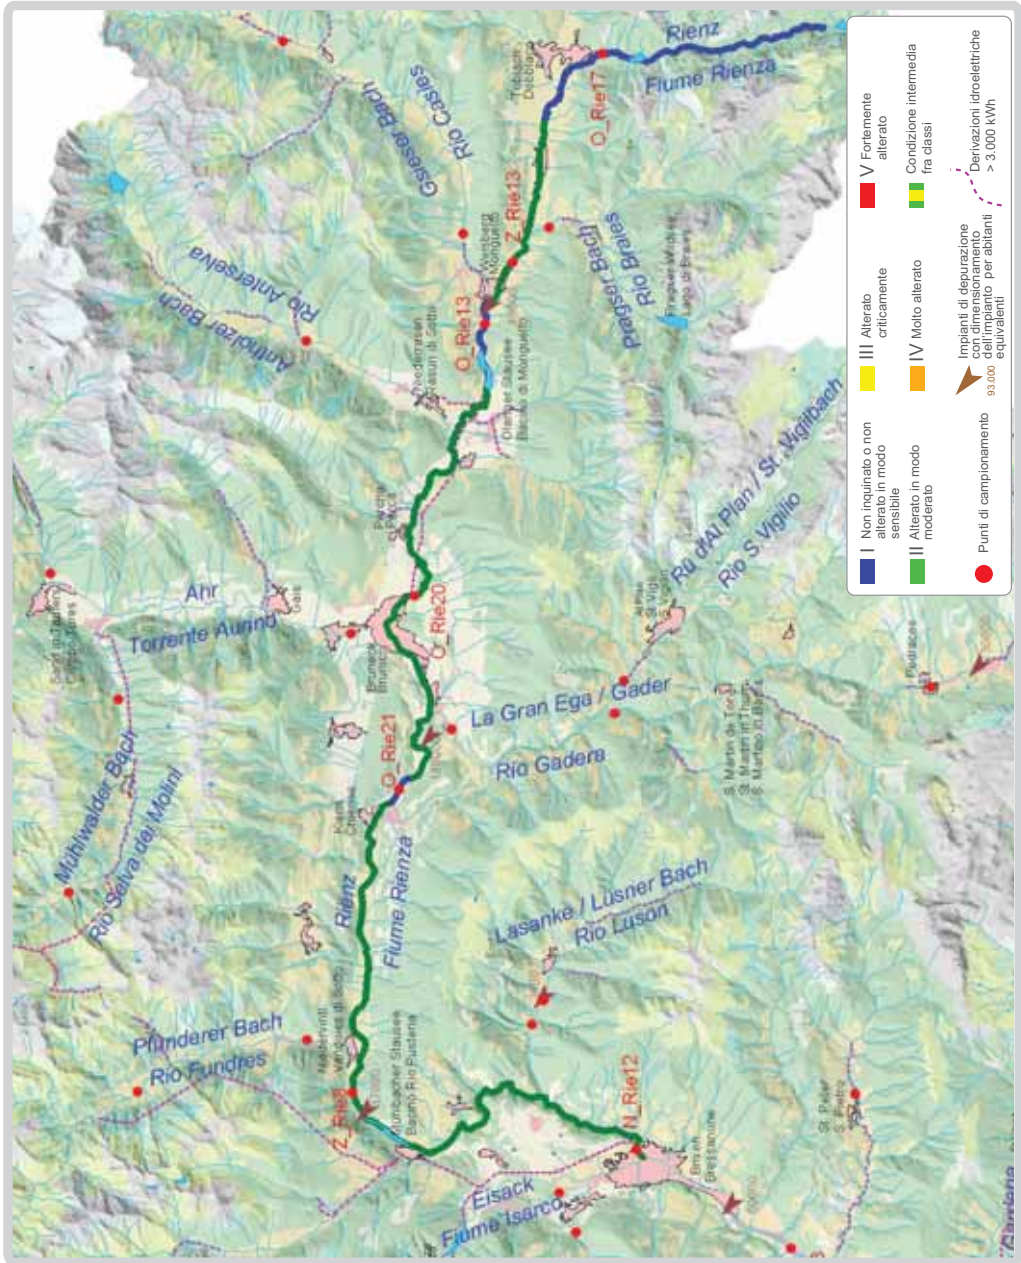 Rienz
Fiume Rienza
Toblach
Dobbiaco
O_Rie17
Gsieser Bach
Rio Casies
Z_Rie13
Welsberg
Monguelfo
Pragser Bach
Rio Braies
Pragser Wildsee
Lago di Braies
Antholzer Bach
Rio Anterselva
O_Rie13
Olanger Stausee
Bacino di Monguelfo
Rü d'Al Plan / St. Vigilbach
Rio S.Vigilio
Ahr
Torrente Aurino
Gais
O_Rie20
Bruneck
Brunico
La Gran Ega / Gader
Rio Gadera
S. Martin de Tor
St. Martin in Thurn
S. Martino in Badia
Pedraces
O_Rie21
Kiens
Chienes
Mühlwalder Bach
Rio Selva dei Molini
Rienz
Fiume Rienza
Lasanke / Lüsner Bach
Rio Luson
Pfunderer Bach
Rio Fundres
Z_Rie8
Bacino Rio Pusteria
N_Rie12
Brixen
Bressanone
Eisack
Fiume Isarco
St. Peter
S. Pietro
I Non inquinato o non
alterato in modo
sensibile
II Alterato in modo
moderato
III Alterato
criticamente
IV Molto alterato
V Fortemente
alterato
Condizione intermedia
fra classi
Punti di campionamento
93.000
Impianti di depurazione
con dimensionamento
dell'impianto per abitanti
equivalenti
Derivazioni idroelettriche
> 3.000 kWh